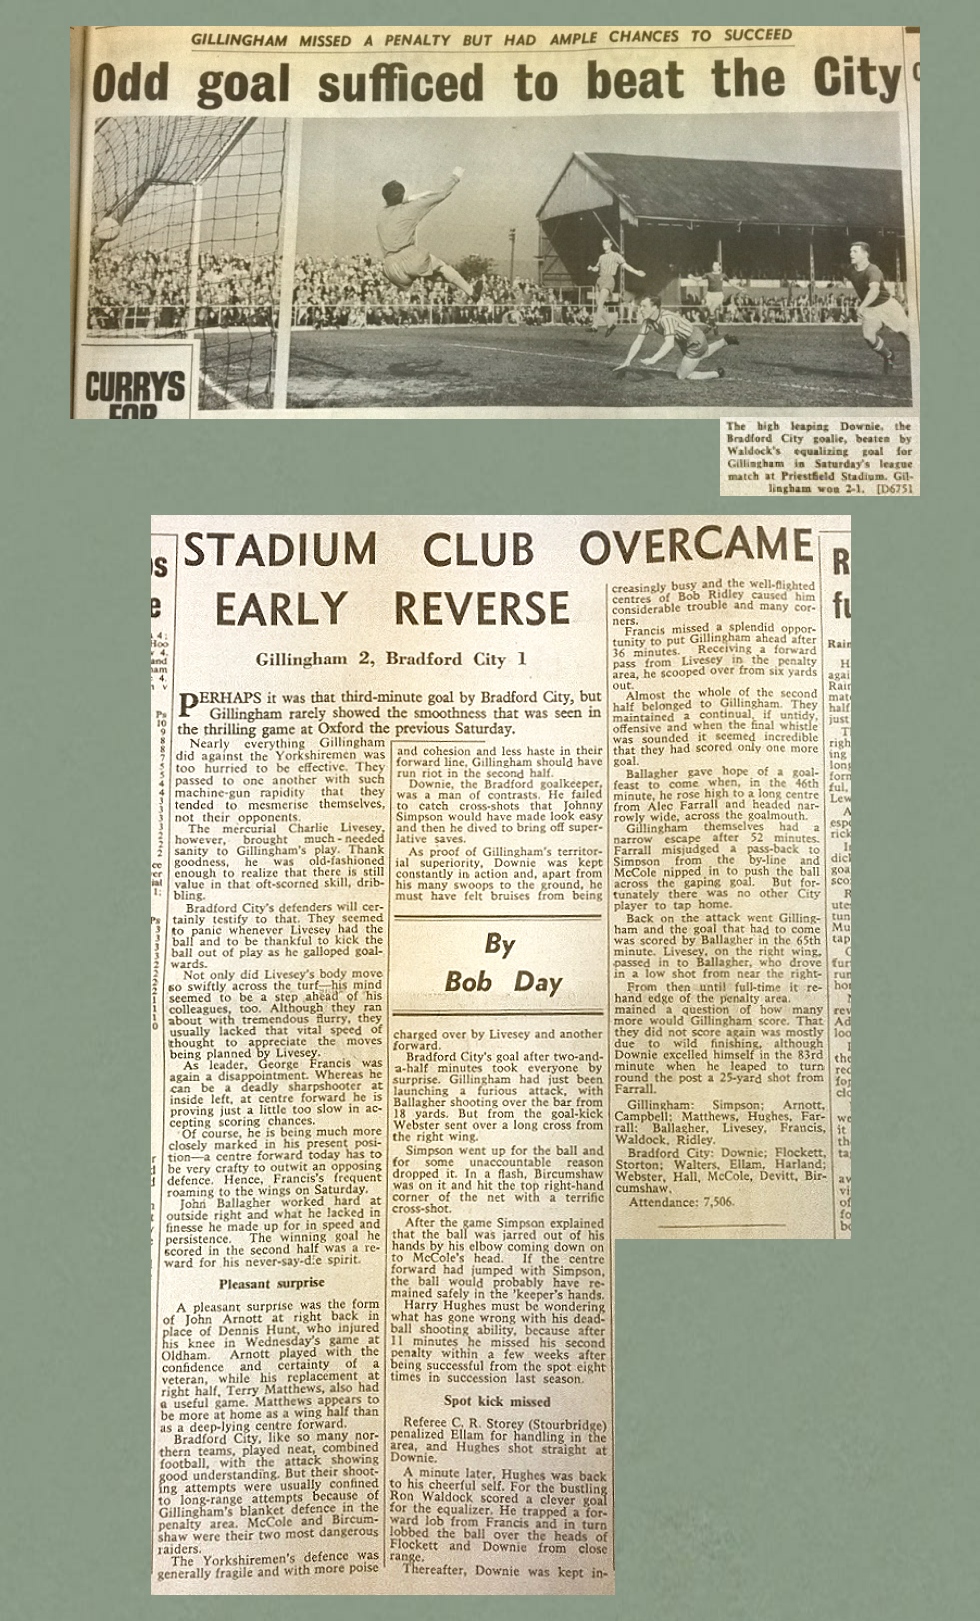 GILLINGHAM MISSED A PENALTY BUT HAD AMPLE CHANCES TO SUCCEED
Odd goal sufficed to beat the City
CURRYS
FOR
The high leaping Downie, the
Bradford City goalie, beaten by
Waldock's equalizing goal for
Gillingham in Saturday's league
match at Priestfield Stadium. Gil-
lingham won 2-1. [D6751
STADIUM CLUB OVERCAME
EARLY REVERSE
Gillingham 2, Bradford City 1
PERHAPS it was that third-minute goal by Bradford City, but
Gillingham rarely showed the smoothness that was seen in
the thrilling game at Oxford the previous Saturday.
Nearly everything Gillingham
did against the Yorkshiremen was
too hurried to be effective. They
passed to one another with such
machine-gun rapidity that they
tended to mesmerise themselves,
not their opponents.
The mercurial Charlie Livesey,
however, brought much-needed
sanity to Gillingham's play. Thank
goodness, he was old-fashioned
enough to realize that there is still
value in that oft-scorned skill, drib-
bling.
Bradford City's defenders will cer-
tainly testify to that. They seemed
to panic whenever Livesey had the
ball and to be thankful to kick the
ball out of play as he galloped goal-
wards.
Not only did Livesey's body move
so swiftly across the turf—his mind
seemed to be a step ahead of his
colleagues, too. Although they ran
about with tremendous flurry, they
usually lacked that vital speed of
thought to appreciate the moves
being planned by Livesey.
As leader, George Francis was
again a disappointment. Whereas he
can be a deadly sharpshooter at
inside left, at centre forward he is
proving just a little too slow in ac-
cepting scoring chances.
Of course, he is being much more
closely marked in his present posi-
tion—a centre forward today has to
be very crafty to outwit an opposing
defence. Hence, Francis's frequent
roaming to the wings on Saturday.
John Ballagher worked hard at
outside right and what he lacked in
finesse he made up for in speed and
persistence. The winning goal he
scored in the second half was a re-
ward for his never-say-die spirit.
Pleasant surprise
A pleasant surprise was the form
of John Arnott at right back in
place of Dennis Hunt, who injured
his knee in Wednesday's game at
Oldham. Arnott played with the
confidence and certainty of a
veteran, while his replacement at
right half, Terry Matthews, also had
a useful game. Matthews appears to
be more at home as a wing half than
as a deep-lying centre forward.
Bradford City, like so many nor-
thern teams, played neat, combined
football, with the attack showing
good understanding. But their shoot-
ing attempts were usually confined
to long-range attempts because of
Gillingham's blanket defence in the
penalty area. McCole and Bircum-
shaw were their two most dangerous
raiders.
The Yorkshiremen's defence was
generally fragile and with more poise
and cohesion and less haste in their
forward line, Gillingham should have
run riot in the second half.
Downie, the Bradford goalkeeper,
was a man of contrasts. He failed
to catch cross-shots that Johnny
Simpson would have made look easy
and then he dived to bring off super-
lative saves.
As proof of Gillingham's territor-
ial superiority, Downie was kept
constantly in action and, apart from
his many swoops to the ground, he
must have felt bruises from being
By
Bob Day
charged over by Livesey and another
forward.
Bradford City's goal after two-and-
a-half minutes took everyone by
surprise. Gillingham had just been
launching a furious attack, with
Ballagher shooting over the bar from
18 yards. But from the goal-kick
Webster sent over a long cross from
the right wing.
Simpson went up for the ball and
for some unaccountable reason
dropped it. In a flash, Bircumshaw
was on it and hit the top right-hand
corner of the net with a terrific
cross-shot.
After the game Simpson explained
that the ball was jarred out of his
hands by his elbow coming down on
to McCole's head. If the centre
forward had jumped with Simpson,
the ball would probably have re-
mained safely in the 'keeper's hands.
Harry Hughes must be wondering
what has gone wrong with his dead-
ball shooting ability, because after
11 minutes he missed his second
penalty within a few weeks after
being successful from the spot eight
times in succession last season.
Spot kick missed
Referee C. R. Storey (Stourbridge)
penalized Ellam for handling in the
area, and Hughes shot straight at
Downie.
A minute later, Hughes was back
to his cheerful self. For the bustling
Ron Waldock scored a clever goal
for the equalizer. He trapped a for-
ward lob from Francis and in turn
lobbed the ball over the heads of
Flockett and Downie from close
range.
Thereafter, Downie was kept in-
creasingly busy and the well-flighted
centres of Bob Ridley caused him
considerable trouble and many cor-
ners.
Francis missed a splendid oppor-
tunity to put Gillingham ahead after
36 minutes. Receiving a forward
pass from Livesey in the penalty
area, he scooped over from six yards
out.
Almost the whole of the second
half belonged to Gillingham. They
maintained a continual, if untidy,
offensive and when the final whistle
was sounded it seemed incredible
that they had scored only one more
goal.
Ballagher gave hope of a goal-
feast to come when, in the 46th
minute, he rose high to a long centre
from Alec Farrall and headed nar-
rowly wide, across the goalmouth.
Gillingham themselves had a
narrow escape after 52 minutes.
Farrall misjudged a pass-back to
Simpson from the by-line and
McCole nipped in to push the ball
across the gaping goal. But for-
tunately there was no other City
player to tap home.
Back on the attack went Gilling-
ham and the goal that had to come
was scored by Ballagher in the 65th
minute. Livesey, on the right wing,
passed in to Ballagher, who drove
in a low shot from near the right-
From then until full-time it re-
hand edge of the penalty area.
mained a question of how many
more would Gillingham score. That
they did not score again was mostly
due to wild finishing, although
Downie excelled himself in the 83rd
minute when he leaped to turn
round the post a 25-yard shot from
Farrall.
Gillingham: Simpson; Arnott,
Campbell; Matthews, Hughes, Far-
rall; Ballagher, Livesey, Francis,
Waldock, Ridley.
Bradford City: Downie; Flockett,
Storton; Walters, Ellam, Harland;
Webster, Hall, McCole, Devitt, Bir-
cumshaw.
Attendance: 7,506.